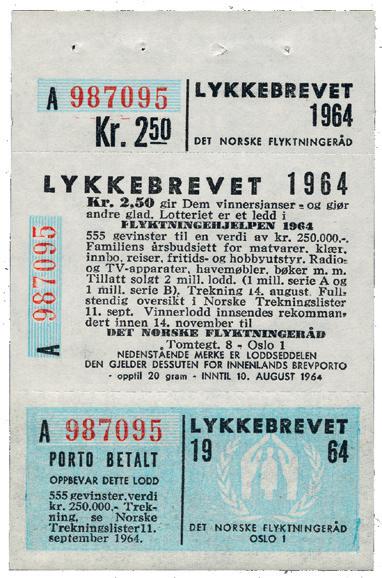 A 987095
Kr. 2.50
LYKKEBREVET
1964
DET NORSKE FLYKTNINGERÅD
LYKKEBREVET 1964
A 987095
Kr. 2,50 gir Dem vinnersjanser - og gjør
andre glad. Lotteriet er et ledd i
FLYKTNINGEHJELPEN 1964
555 gevinster til en verdi av kr. 250.000-.
Familiens årsbudsjett for matvarer, klær,
innbo, reiser, fritids- og hobbyutstyr. Radio-
og TV-apparater, havemøbler, bøker m. m.
Tillatt solgt 2 mill. lodd. (1 mill. serie A og
1 mill. serie B), Trekning 14. august. Full-
stendig oversikt i Norske Trekningslister
11. sept. Vinnerlodd innsendes rekomman-
dert innen 14. november til
DET NORSKE FLYKTNINGERÅD
Tomtegt. 8 - Oslo 1
NEDENSTÅENDE MERKE ER LODDSEDDELEN
DEN GJELDER DESSUTEN FOR INNENLANDS BREVPORTO
- opptil 20 gram - INNTIL 10. AUGUST 1964
A 987095
PORTO BETALT
OPPBEVAR DETTE LODD
555 gevinster, verdi
kr. 250.000-. Trek-
ning, se Norske
Trekningslister 11.
september 1964.
LYKKEBREVET
19 64
DET NORSKE FLYKTNINGERÅD
OSLO 1